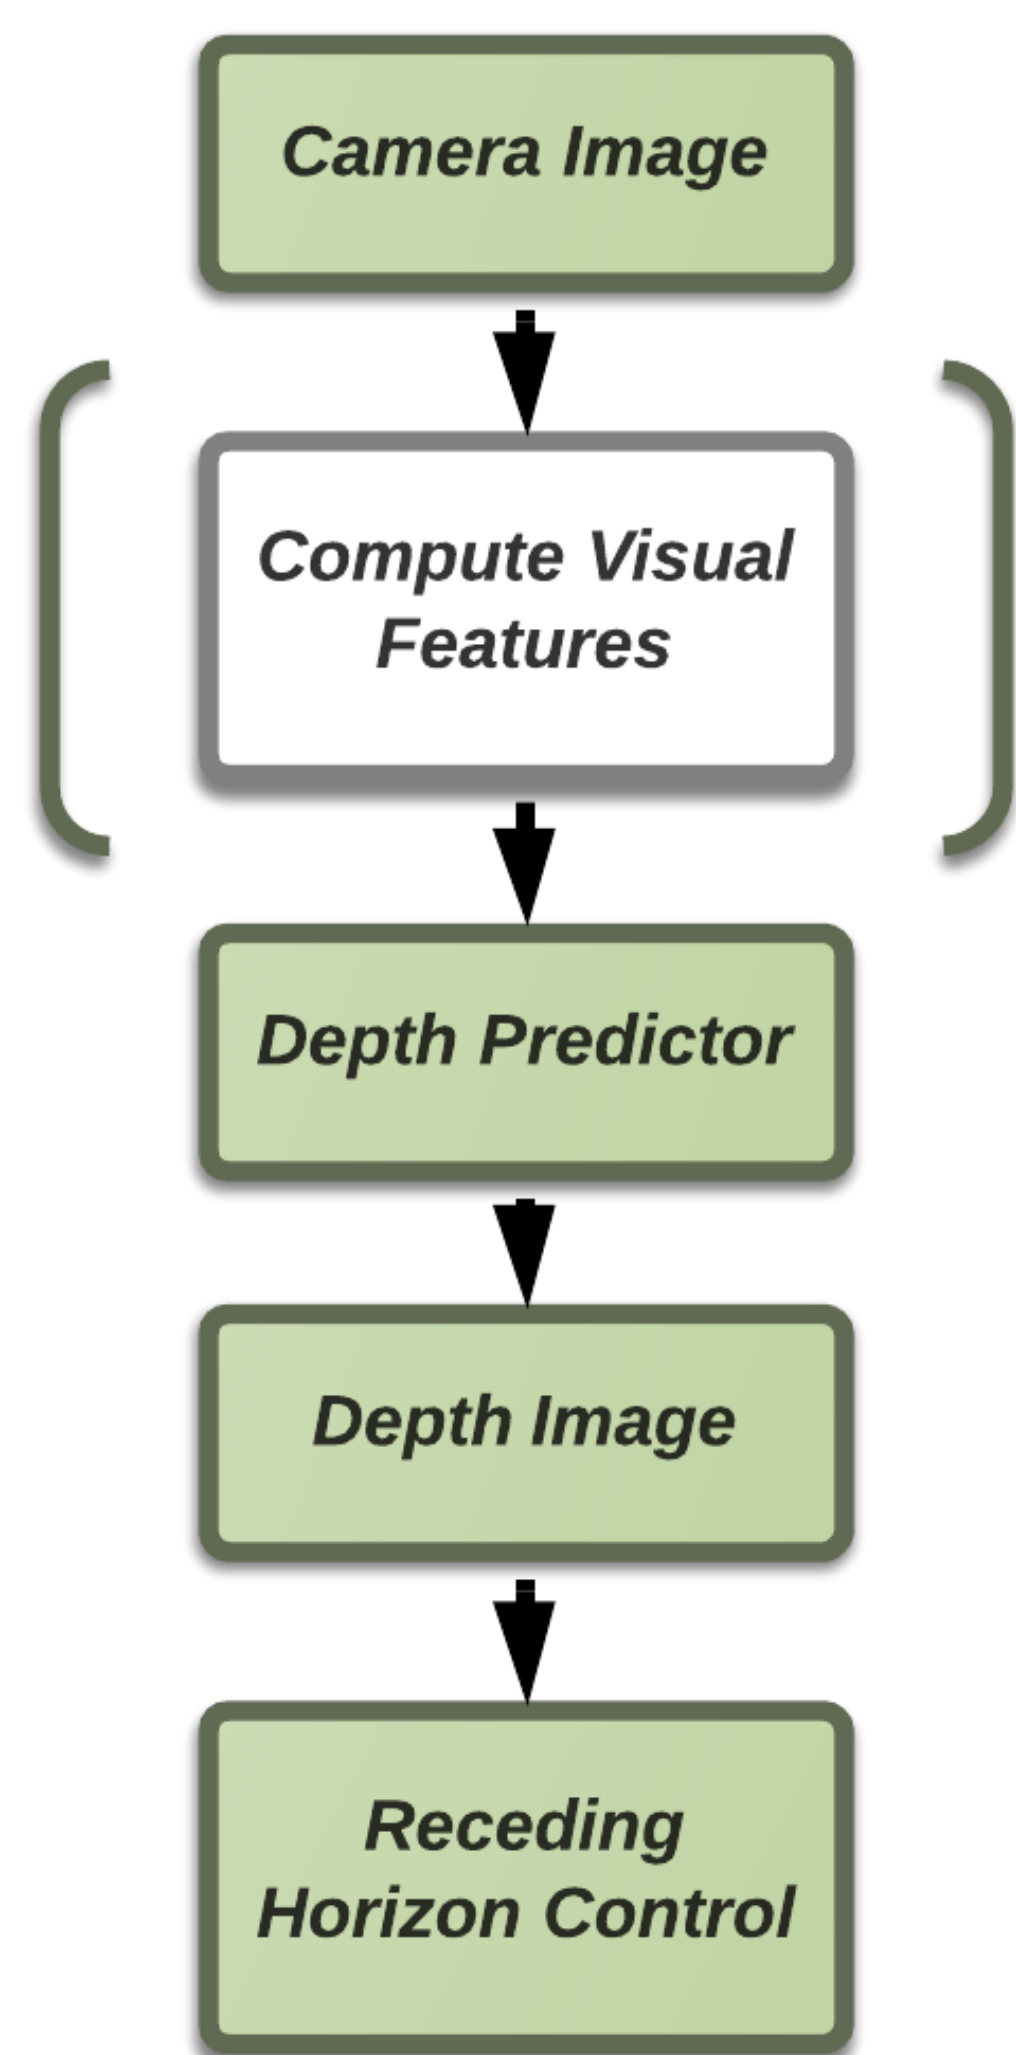 Camera Image
Compute Visual
Features
Depth Predictor
Depth Image
Receding
Horizon Control